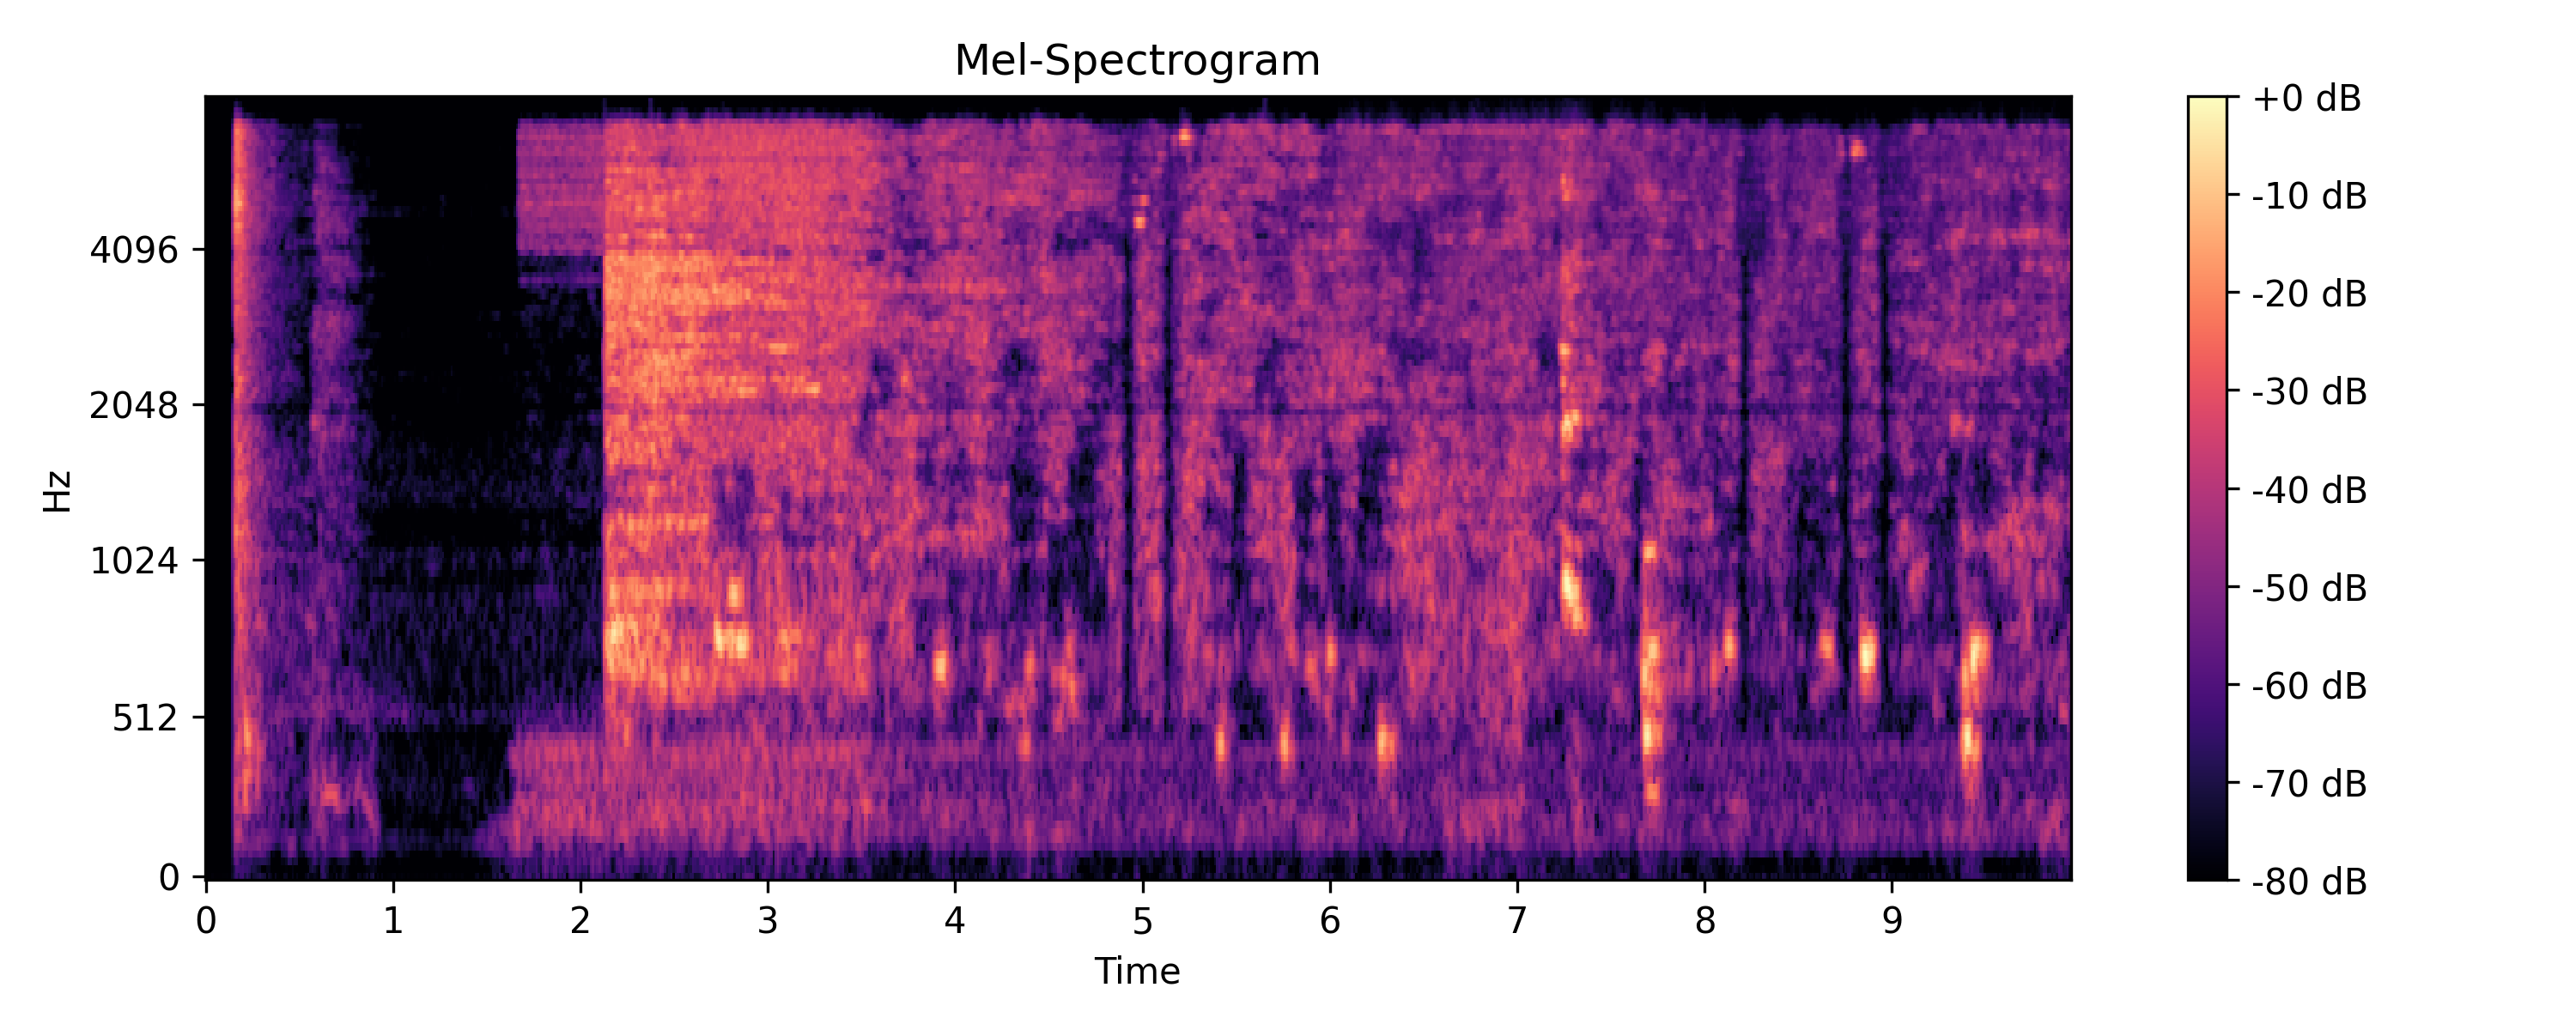 Mel-Spectrogram
+0 dB
-10 dB
-20 dB
-30 dB
-40 dB
-50 dB
-60 dB
-70 dB
-80 dB
Hz
4096
2048
1024
512
0
0 1 2 3 4 5 6 7 8 9
Time